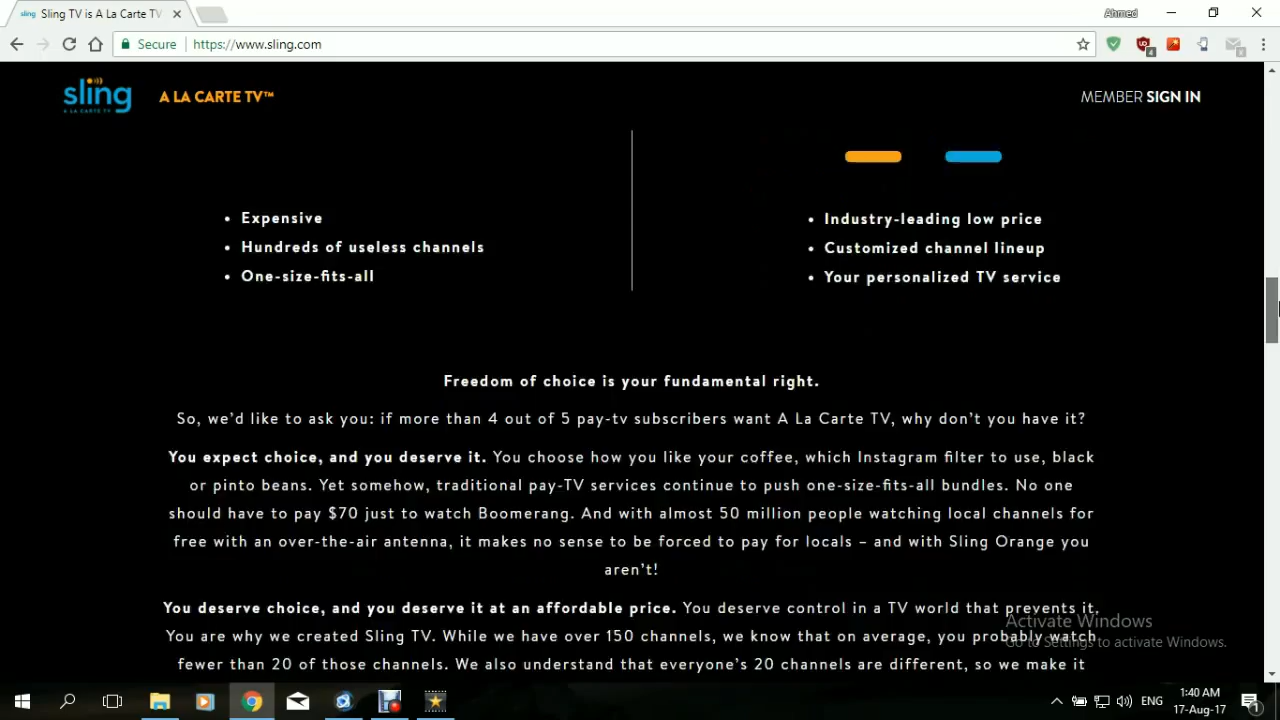 sling Sling TV is A La Carte TV
Ahmed
Secure https://www.sling.com
4
sling
A LA CARTE TV
A LA CARTE TV™
MEMBER SIGN IN
• Expensive
• Hundreds of useless channels
• One-size-fits-all
• Industry-leading low price
• Customized channel lineup
• Your personalized TV service
Freedom of choice is your fundamental right.
So, we'd like to ask you: if more than 4 out of 5 pay-tv subscribers want A La Carte TV, why don't you have it?
You expect choice, and you deserve it. You choose how you like your coffee, which Instagram filter to use, black
or pinto beans. Yet somehow, traditional pay-TV services continue to push one-size-fits-all bundles. No one
should have to pay $70 just to watch Boomerang. And with almost 50 million people watching local channels for
free with an over-the-air antenna, it makes no sense to be forced to pay for locals – and with Sling Orange you
aren't!
You deserve choice, and you deserve it at an affordable price. You deserve control in a TV world that prevents it.
You are why we created Sling TV. While we have over 150 channels, we know that on average, you probably watch
fewer than 20 of those channels. We also understand that everyone's 20 channels are different, so we make it
Activate Windows
Go to Settings to activate Windows.
ENG
1:40 AM
17-Aug-17
1